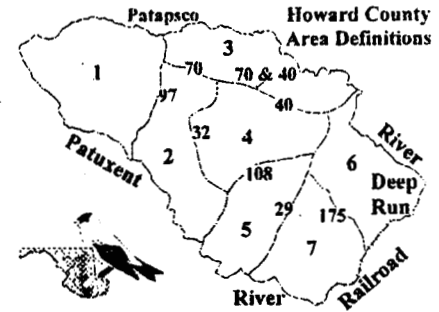 Howard County
Area Definitions
Patapsco
3
1
70
70 & 40
97
40
32
4
2
River
Patuxent
6
108
Deep
Run
29
175
5
7
Railroad
River